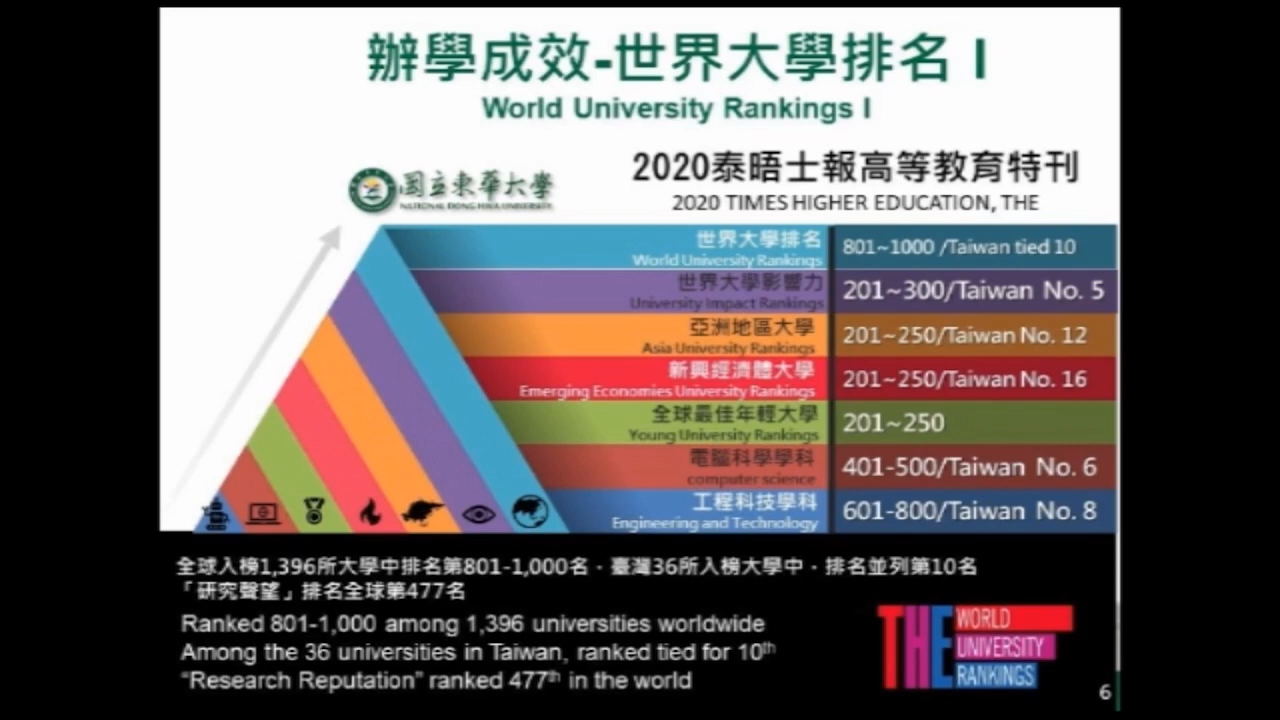 辦學成效-世界大學排名 I
World University Rankings I
2020泰晤士報高等教育特刊
2020 TIMES HIGHER EDUCATION, THE
國立東華大學
NATIONAL DONG HWA UNIVERSITY
世界大學排名
World University Rankings
801~1000 /Taiwan tied 10
世界大學影響力
University Impact Rankings
201~300/Taiwan No. 5
亞洲地區大學
Asia University Rankings
201~250/Taiwan No. 12
新興經濟體大學
Emerging Economies University Rankings
201~250/Taiwan No. 16
全球最佳年輕大學
Young University Rankings
201~250
電腦科學學科
computer science
401-500/Taiwan No. 6
工程科技學科
Engineering and Technology
601-800/Taiwan No. 8
全球入榜1,396所大學中排名第801-1,000名，臺灣36所入榜大學中，排名並列第10名
「研究聲望」排名全球第477名
Ranked 801-1,000 among 1,396 universities worldwide
Among the 36 universities in Taiwan, ranked tied for 10th
“Research Reputation” ranked 477th in the world
THE WORLD
UNIVERSITY
RANKINGS
6